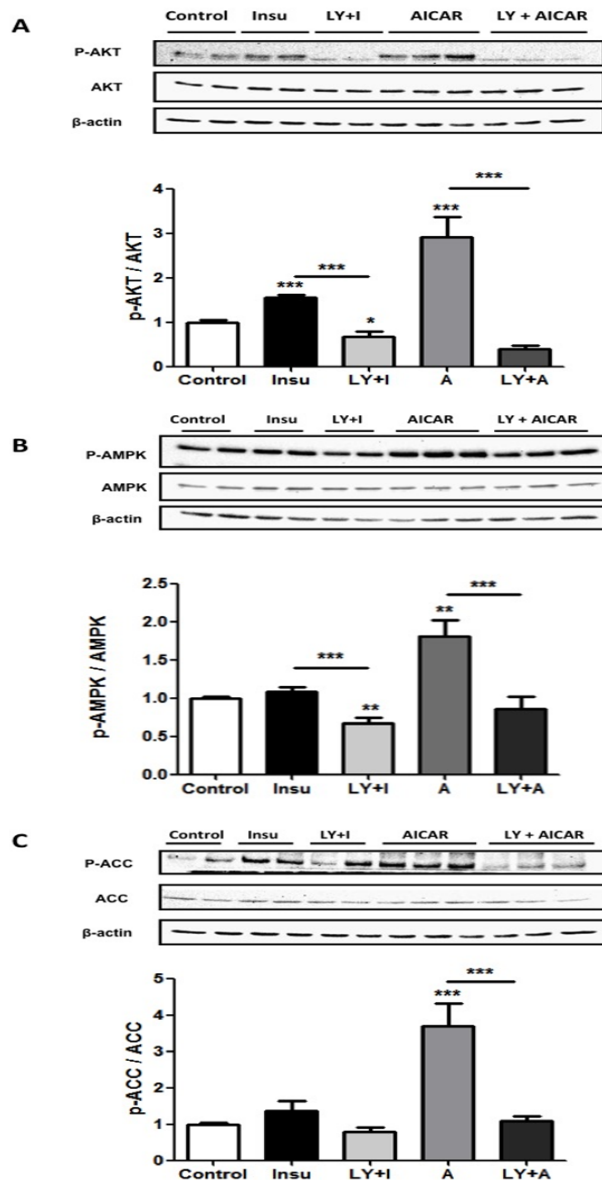 A
Control Insu LY+I AICAR LY + AICAR
P-AKT
AKT
β-actin
p-AKT / AKT
4
3
2
1
0
***
***
*
***
***
Control Insu LY+I A LY+A
B
Control Insu LY+I AICAR LY + AICAR
P-AMPK
AMPK
β-actin
p-AMPK / AMPK
2.5
2.0
1.5
1.0
0.5
0.0
***
**
**
***
Control Insu LY+I A LY+A
C
Control Insu LY+I AICAR LY + AICAR
P-ACC
ACC
β-actin
p-ACC / ACC
5
4
3
2
1
0
***
***
Control Insu LY+I A LY+A